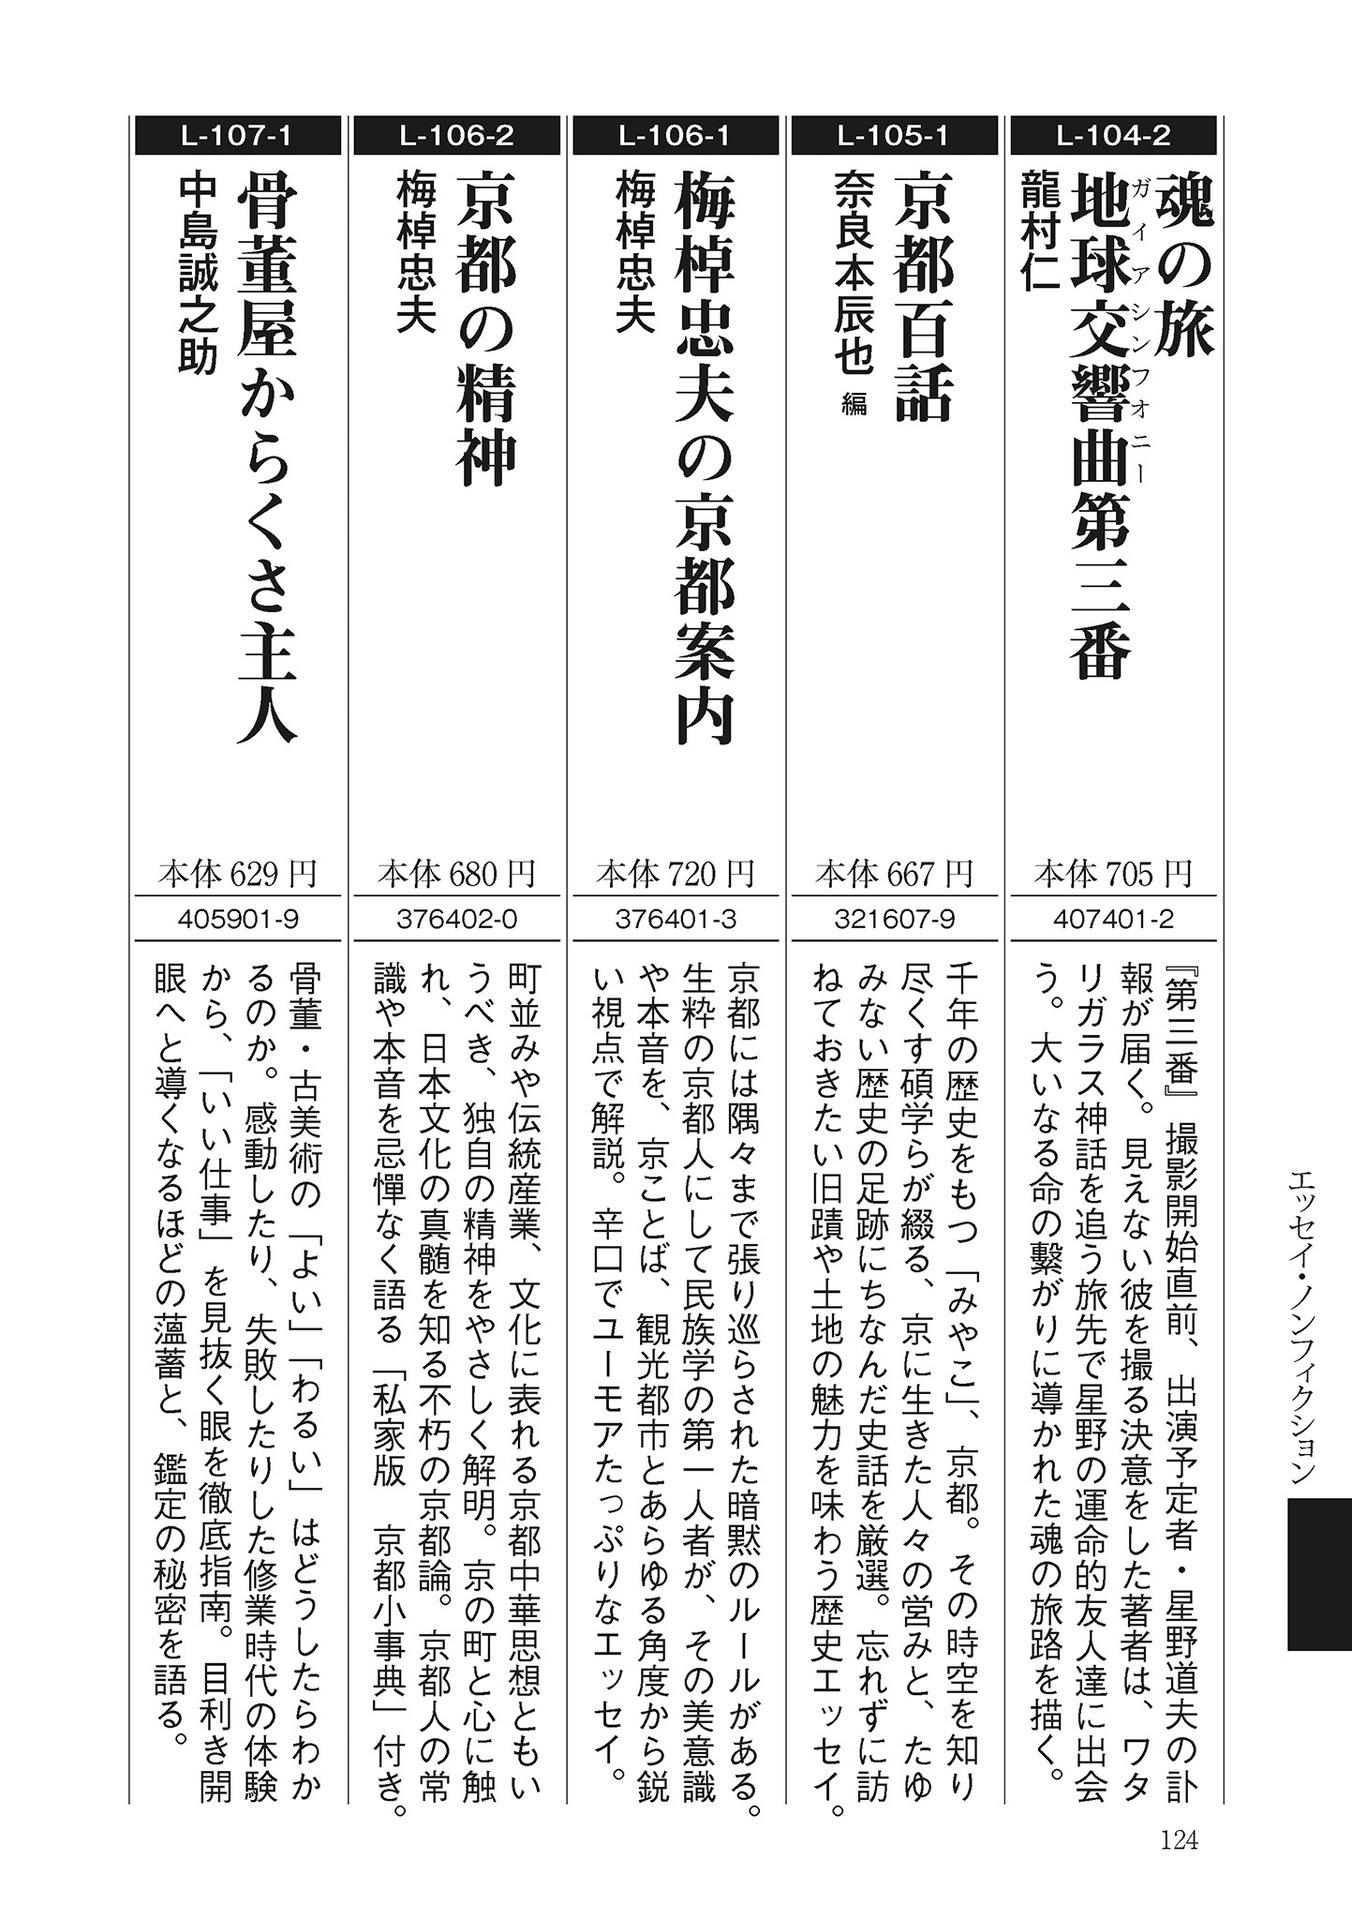 L-104-2
魂の旅
地球交響曲第三番
ガイアシンフォニー
龍村仁
本体705円
407401-2
『第三番』撮影開始直前、出演予定者・星野道夫の訃
報が届く。見えない彼を撮る決意をした著者は、ワタ
リガラス神話を追う旅先で星野の運命的友人達に出会
う。大いなる命の繋がりに導かれた魂の旅路を描く。
L-105-1
京都百話
奈良本辰也 編
本体667円
321607-9
千年の歴史をもつ「みやこ」、京都。その時空を知り
尽くす碩学らが綴る、京に生きた人々の営みと、たゆ
みない歴史の足跡にちなんだ史話を厳選。忘れずに訪
ねておきたい旧蹟や土地の魅力を味わう歴史エッセイ。
L-106-1
梅棹忠夫の京都案内
梅棹忠夫
本体720円
376401-3
京都には隅々まで張り巡らされた暗黙のルールがある。
生粋の京都人にして民族学の第一人者が、その美意識
や本音を、京ことば、観光都市とあらゆる角度から鋭
い視点で解説。辛口でユーモアたっぷりなエッセイ。
L-106-2
京都の精神
梅棹忠夫
本体680円
376402-0
町並みや伝統産業、文化に表れる京都中華思想ともい
うべき、独自の精神をやさしく解明。京の町と心に触
れ、日本文化の真髄を知る不朽の京都論。京都人の常
識や本音を忌憚なく語る「私家版　京都小事典」付き。
L-107-1
骨董屋からくさ主人
中島誠之助
本体629円
405901-9
骨董・古美術の「よい」「わるい」はどうしたらわか
るのか。感動したり、失敗したりした修業時代の体験
から、「いい仕事」を見抜く眼を徹底指南。目利き開
眼へと導くなるほどの薀蓄と、鑑定の秘密を語る。
エッセイ・ノンフィクション
124